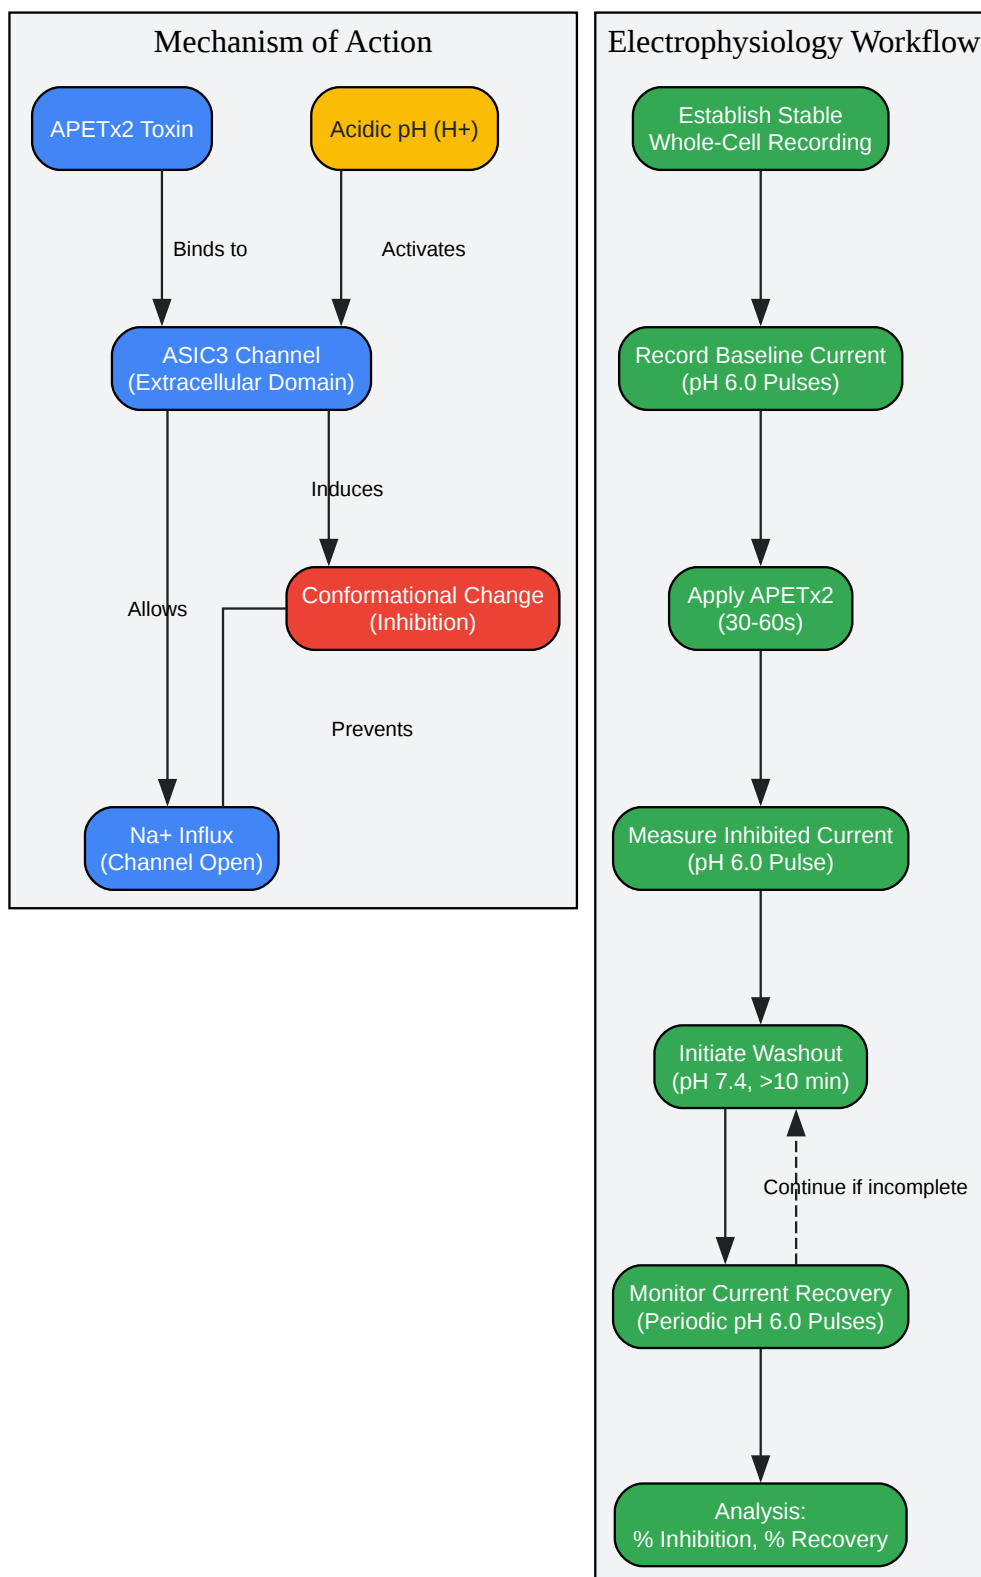 Mechanism of Action
APETx2 Toxin
Acidic pH (H+)
Binds to
Activates
ASIC3 Channel
(Extracellular Domain)
Induces
Conformational Change
(Inhibition)
Allows
Prevents
Na+ Influx
(Channel Open)
Electrophysiology Workflow
Establish Stable
Whole-Cell Recording
Record Baseline Current
(pH 6.0 Pulses)
Apply APETx2
(30-60s)
Measure Inhibited Current
(pH 6.0 Pulse)
Initiate Washout
(pH 7.4, >10 min)
Continue if incomplete
Monitor Current Recovery
(Periodic pH 6.0 Pulses)
Analysis:
% Inhibition, % Recovery